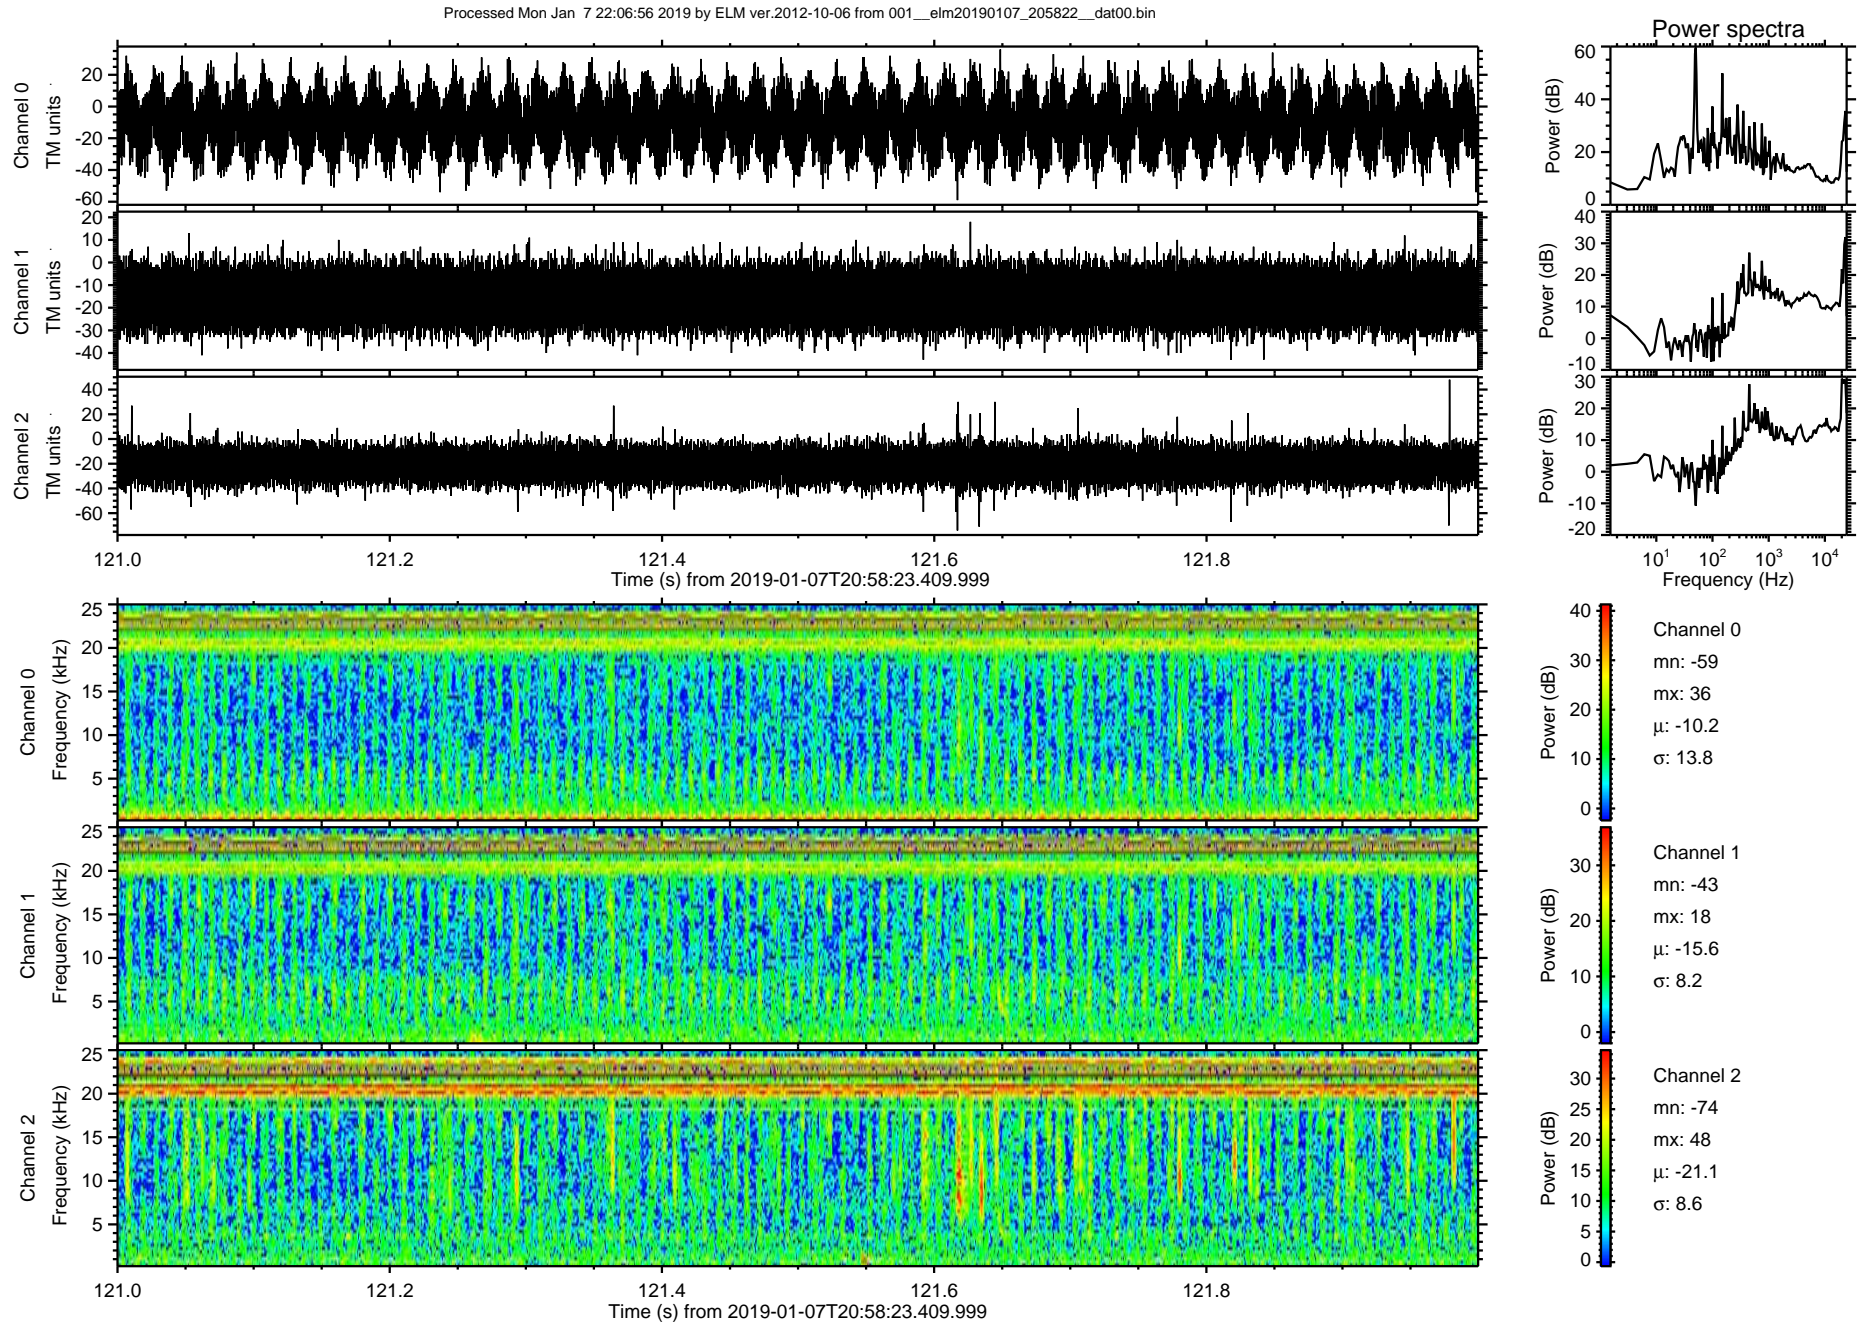 Processed Mon Jan  7 22:06:56 2019 by ELM ver.2012-10-06 from 001__elm20190107_205822__dat00.bin
Power spectra
Channel 0
TM units
20
0
-20
-40
-60
Power (dB)
60
40
20
0
Channel 1
TM units
20
10
0
-10
-20
-30
-40
Power (dB)
40
30
20
10
0
-10
Channel 2
TM units
40
20
0
-20
-40
-60
Power (dB)
30
20
10
0
-10
-20
121.0 121.2 121.4 121.6 121.8
Time (s) from 2019-01-07T20:58:23.409.999
10^1 10^2 10^3 10^4
Frequency (Hz)
Channel 0
Frequency (kHz)
25
20
15
10
5
Power (dB)
40
30
20
10
0
Channel 0
mn: -59
mx: 36
μ: -10.2
σ: 13.8
Channel 1
Frequency (kHz)
25
20
15
10
5
Power (dB)
30
20
10
0
Channel 1
mn: -43
mx: 18
μ: -15.6
σ: 8.2
Channel 2
Frequency (kHz)
25
20
15
10
5
Power (dB)
30
25
20
15
10
5
0
Channel 2
mn: -74
mx: 48
μ: -21.1
σ: 8.6
121.0 121.2 121.4 121.6 121.8
Time (s) from 2019-01-07T20:58:23.409.999